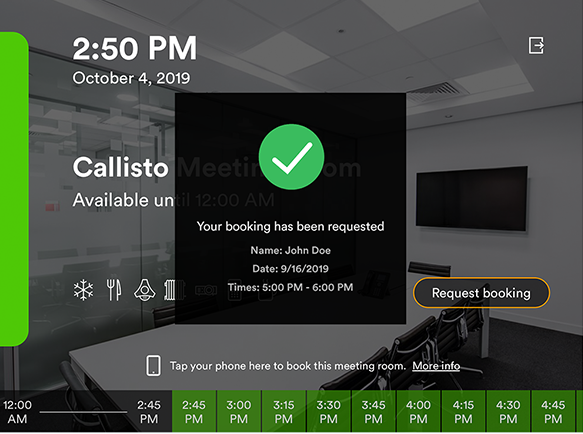 2:50 PM
October 4, 2019
Callisto Meeting Room
Available until 12:00 AM
Your booking has been requested
Name: John Doe
Date: 9/16/2019
Times: 5:00 PM - 6:00 PM
Request booking
Tap your phone here to book this meeting room. More info
12:00 AM
2:45 PM
2:45 PM
3:00 PM
3:15 PM
3:30 PM
3:45 PM
4:00 PM
4:15 PM
4:30 PM
4:45 PM